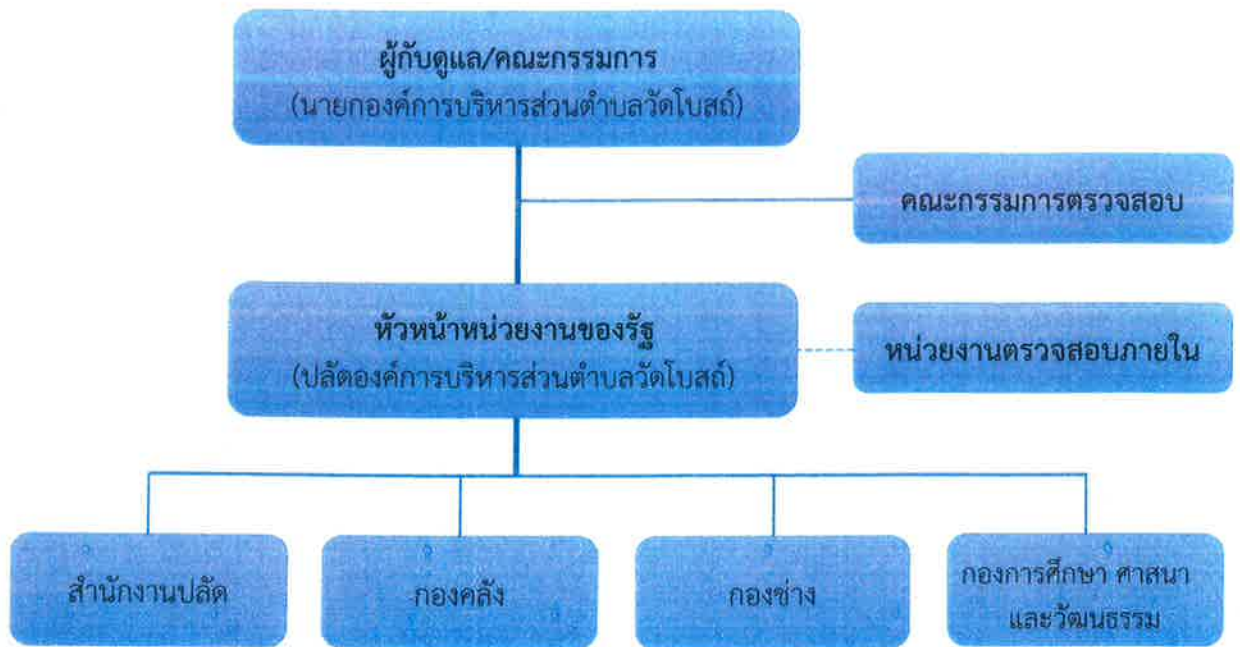 ผู้กับดูแล/คณะกรรมการ
(นายกองค์การบริหารส่วนตำบลวัดโบสถ์)
คณะกรรมการตรวจสอบ
หัวหน้าหน่วยงานของรัฐ
(ปลัดองค์การบริหารส่วนตำบลวัดโบสถ์)
หน่วยงานตรวจสอบภายใน
สำนักงานปลัด
กองคลัง
กองช่าง
กองการศึกษา ศาสนา
และวัฒนธรรม